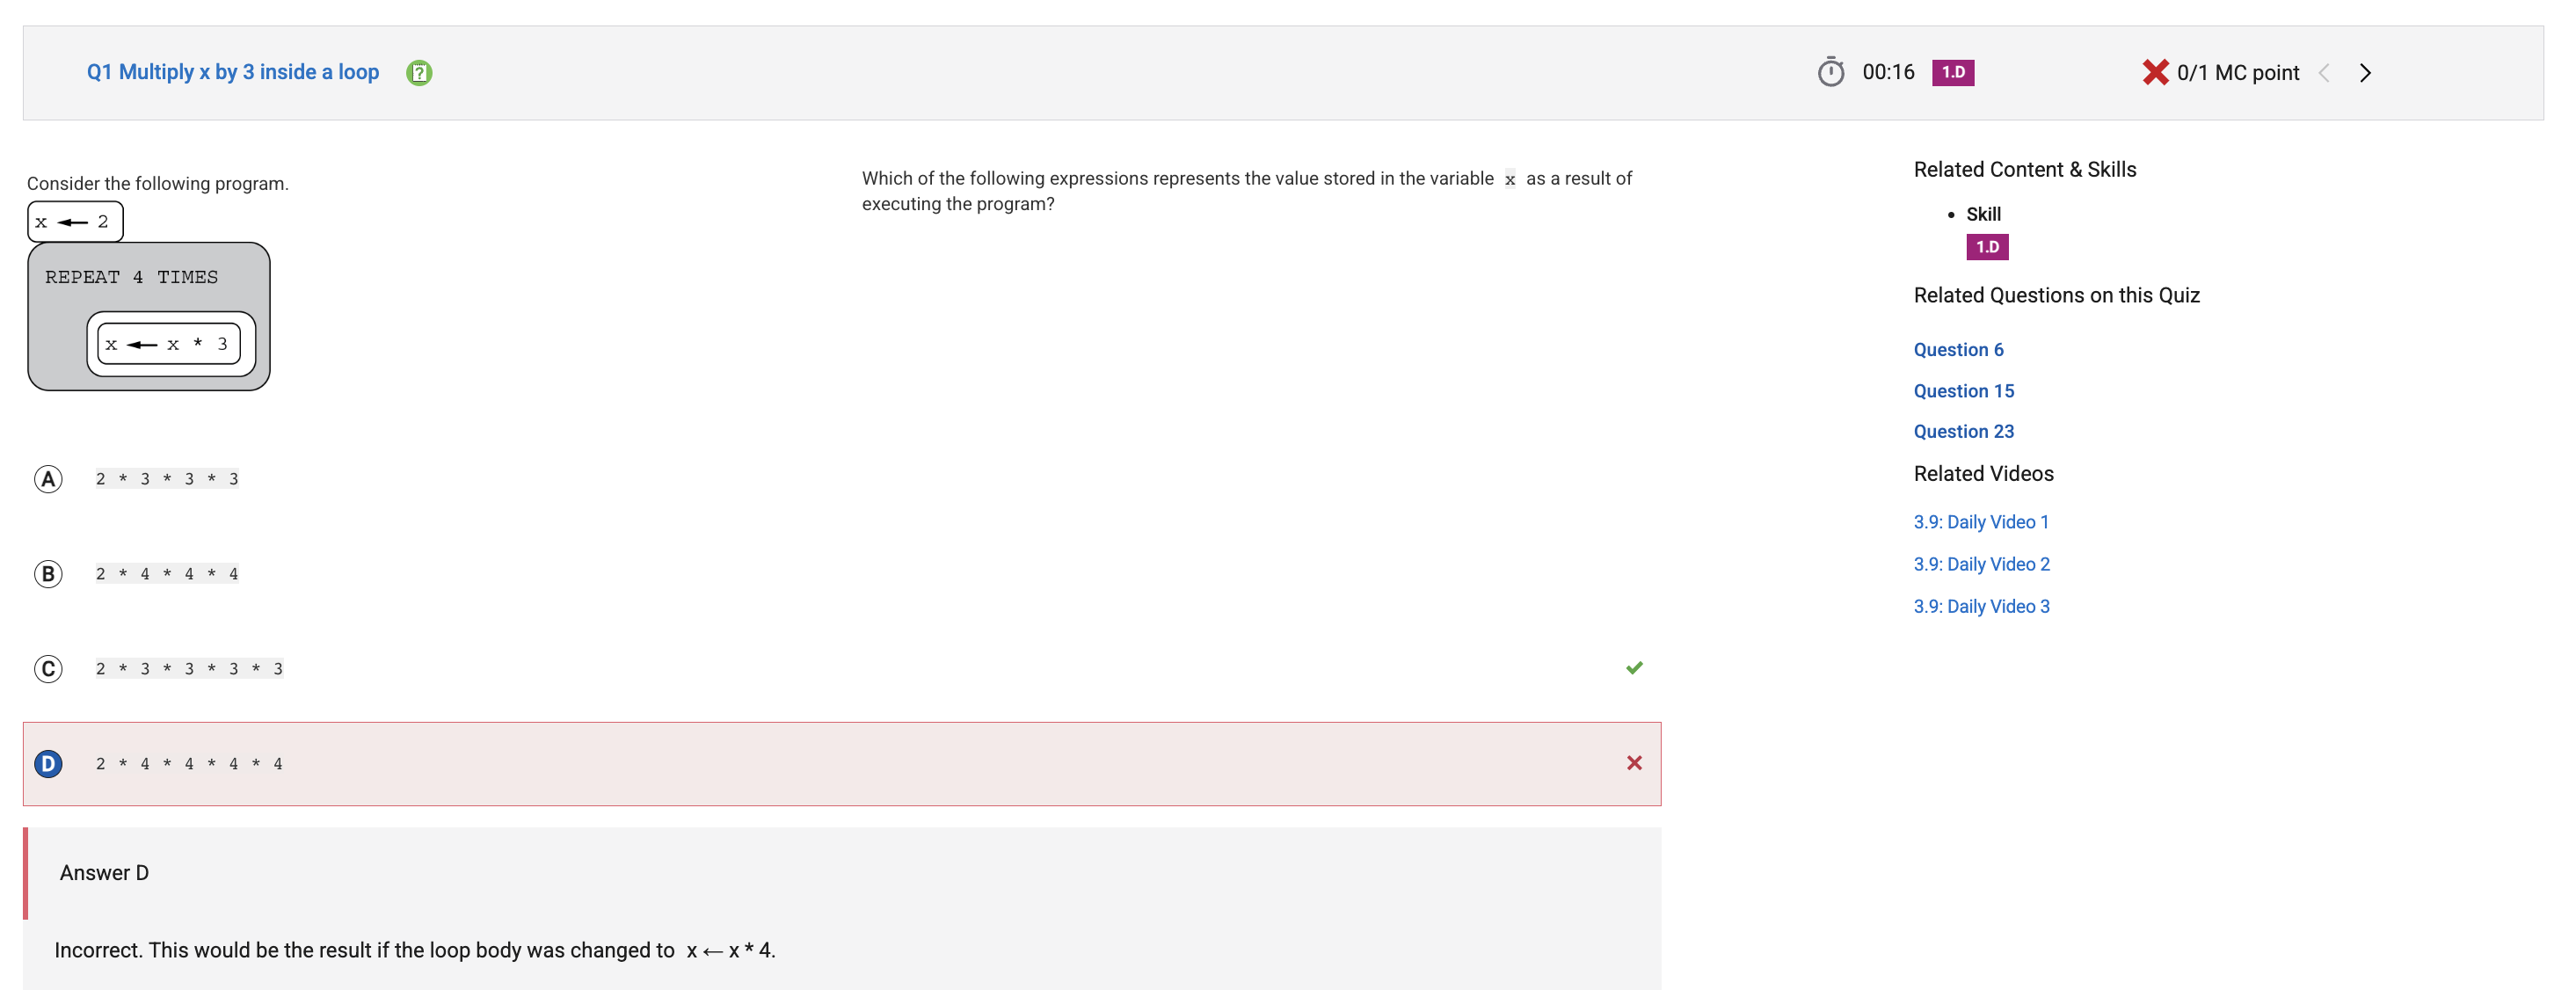 Q1 Multiply x by 3 inside a loop
00:16 1.D
0/1 MC point
Consider the following program.
x ← 2
REPEAT 4 TIMES
x ← x * 3
Which of the following expressions represents the value stored in the variable x as a result of
executing the program?
A 2 * 3 * 3 * 3
B 2 * 4 * 4 * 4
C 2 * 3 * 3 * 3 * 3
D 2 * 4 * 4 * 4 * 4
Answer D
Incorrect. This would be the result if the loop body was changed to x ← x * 4.
Related Content & Skills
• Skill
1.D
Related Questions on this Quiz
Question 6
Question 15
Question 23
Related Videos
3.9: Daily Video 1
3.9: Daily Video 2
3.9: Daily Video 3